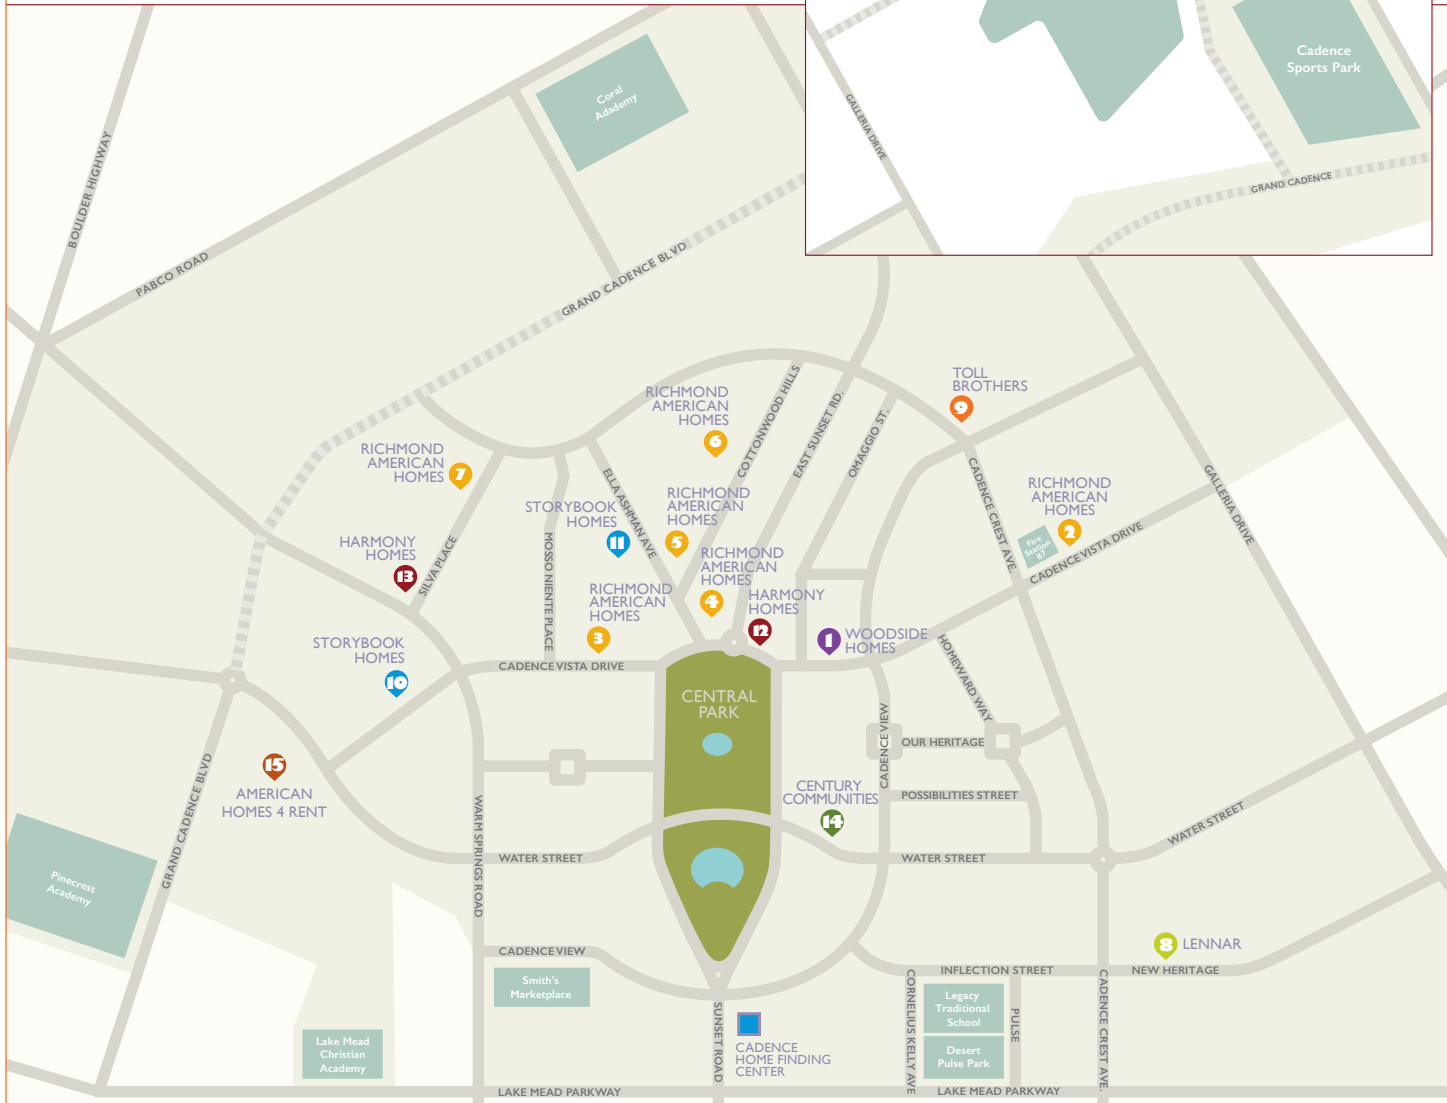 Cadence
Sports Park
GALLERIA DRIVE
GRAND CADENCE
Coral
Adademy
BOULDER HIGHWAY
PABCO ROAD
GRAND CADENCE BLVD
TOLL
BROTHERS
9
RICHMOND
AMERICAN
HOMES
6
COTTONWOOD HILLS
EAST SUNSET RD.
OMAGGIO ST.
RICHMOND
AMERICAN
HOMES
7
ELLA ASHMAN AVE
RICHMOND
AMERICAN
HOMES
5
STORYBOOK
HOMES
11
CADENCE CREST AVE.
RICHMOND
AMERICAN
HOMES
2
GALLERIA DRIVE
Fire
Station
87
CADENCE VISTA DRIVE
HARMONY
HOMES
13
SILVA PLACE
MOSSO NIENTE PLACE
RICHMOND
AMERICAN
HOMES
4
RICHMOND
AMERICAN
HOMES
3
HARMONY
HOMES
12
1
WOODSIDE
HOMES
STORYBOOK
HOMES
10
CADENCE VISTA DRIVE
HOMEWARD WAY
CENTRAL
PARK
CADENCE VIEW
OUR HERITAGE
15
AMERICAN
HOMES 4 RENT
GRAND CADENCE BLVD
WARM SPRINGS ROAD
CENTURY
COMMUNITIES
14
POSSIBILITIES STREET
WATER STREET
WATER STREET
WATER STREET
Pinecrest
Academy
CADENCE VIEW
8
LENNAR
INFLECTION STREET
NEW HERITAGE
Smith's
Marketplace
CORNELIUS KELLY AVE
Legacy
Traditional
School
PULSE
CADENCE CREST AVE.
SUNSET ROAD
CADENCE
HOME FINDING
CENTER
Lake Mead
Christian
Academy
Desert
Pulse Park
LAKE MEAD PARKWAY
LAKE MEAD PARKWAY